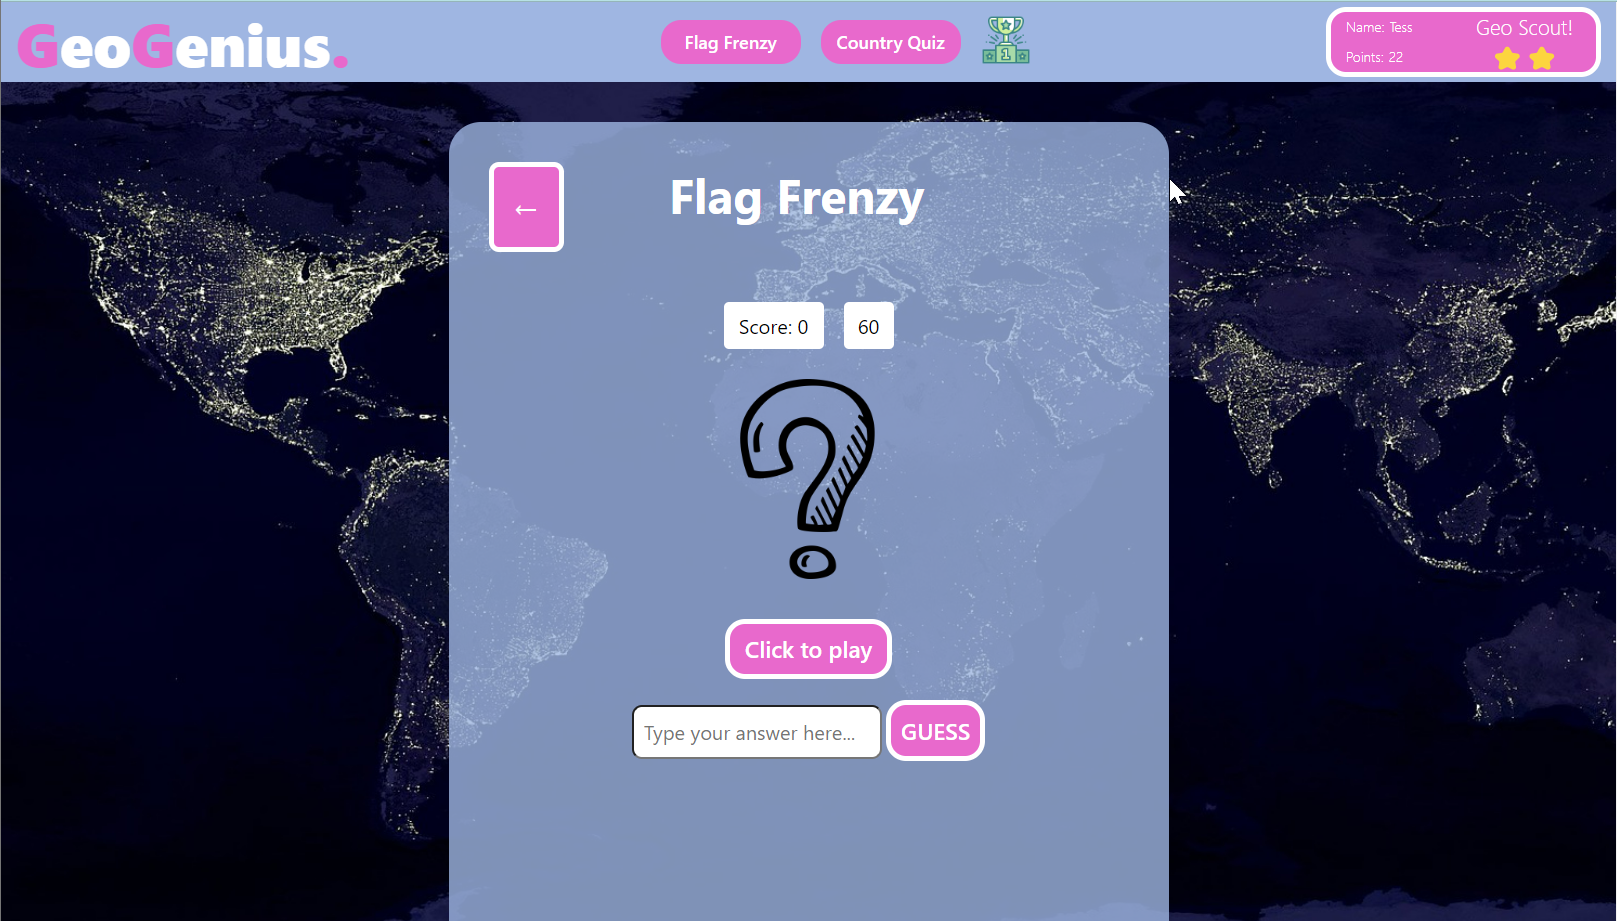 GeoGenius.
Flag Frenzy
Country Quiz
1
Name: Tess
Geo Scout!
Points: 22
←
Flag Frenzy
Score: 0
60
?
Click to play
Type your answer here...
GUESS